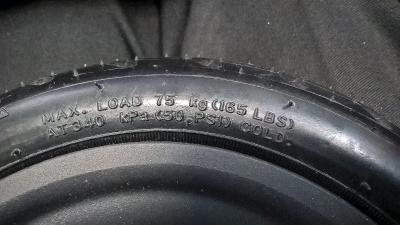 MAX. LOAD 75 kg (165 LBS)
AT 340 kPa (50 PSI) COLD.